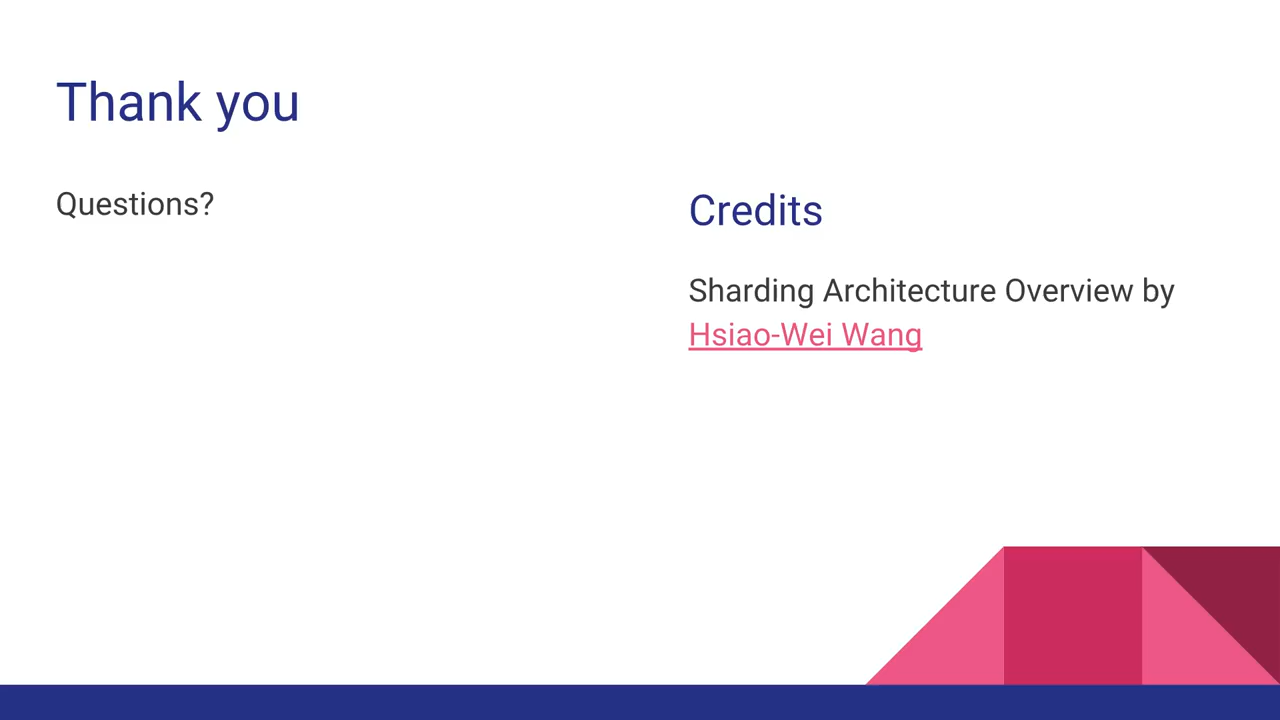 Thank you
Questions?
Credits
Sharding Architecture Overview by
Hsiao-Wei Wang